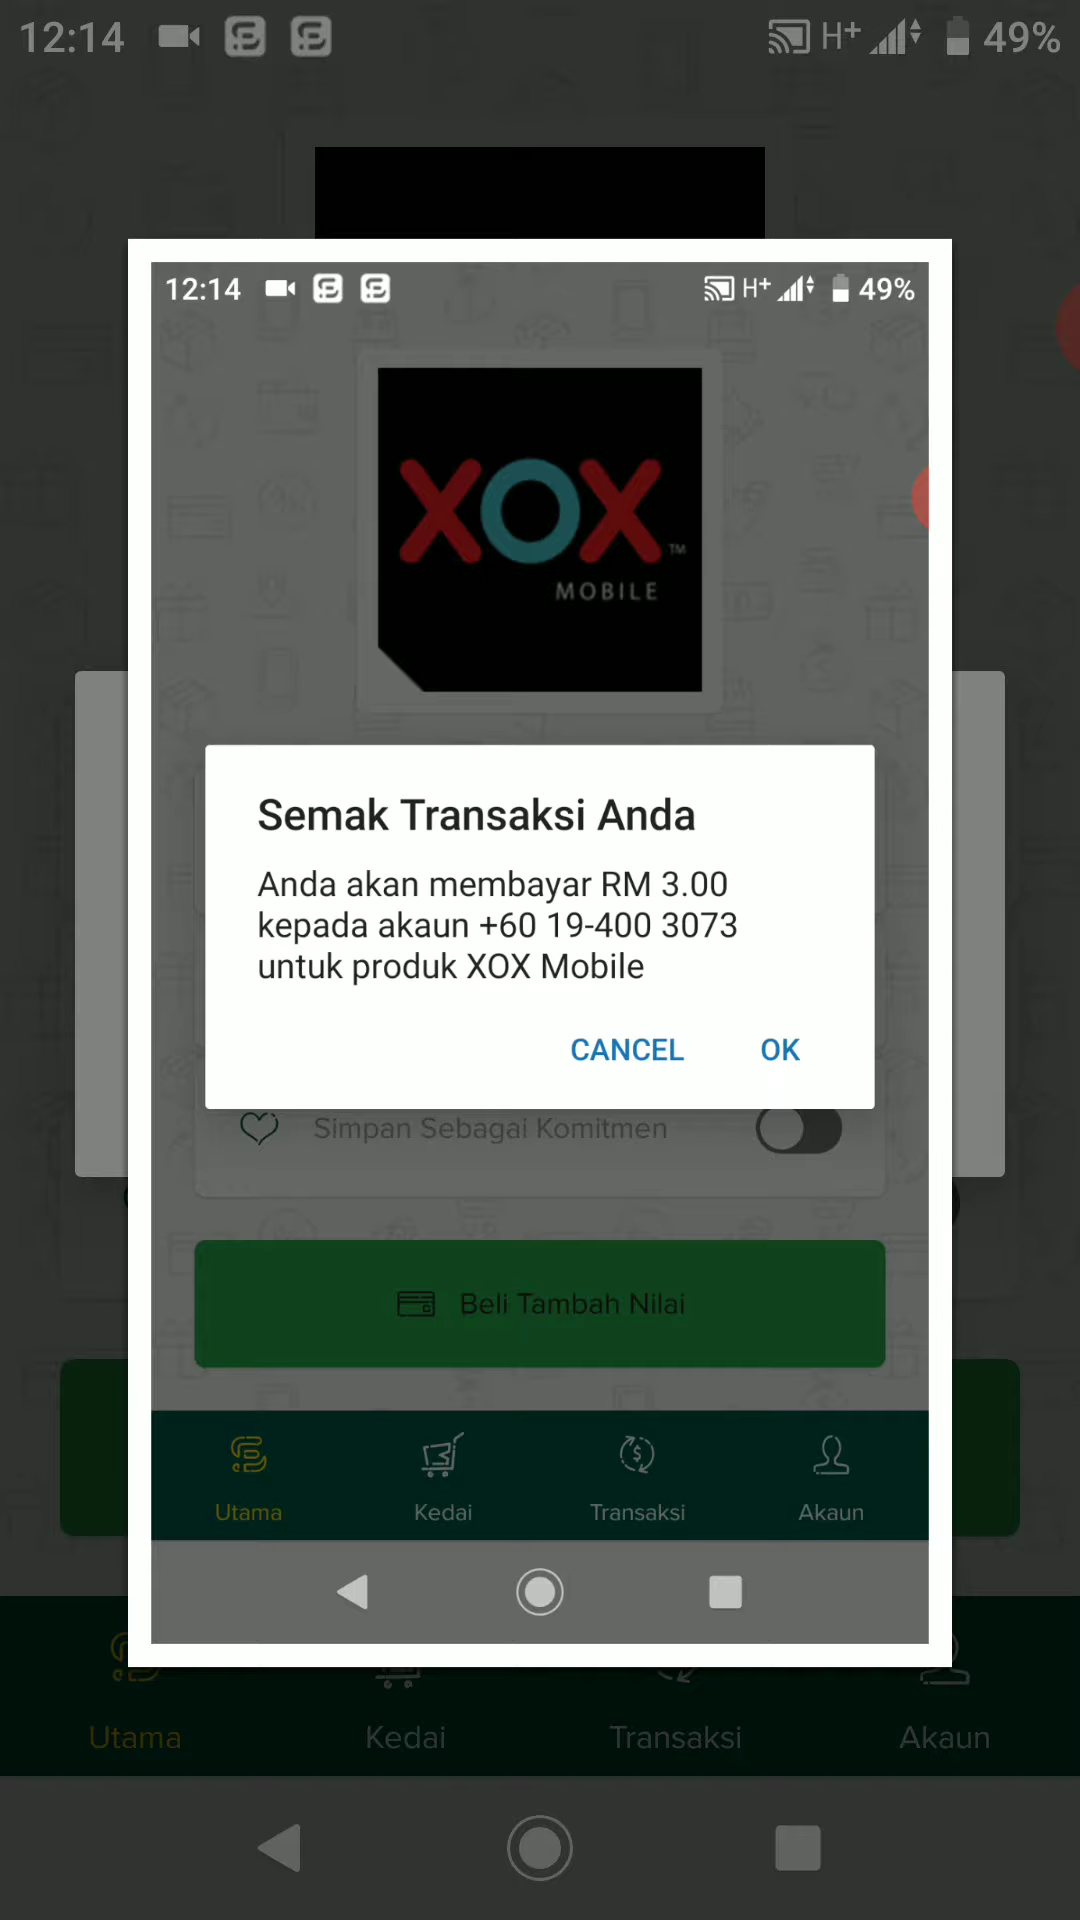 12:14
H+ 49%
12:14
H+ 49%
XOX
TM
MOBILE
Semak Transaksi Anda
Anda akan membayar RM 3.00
kepada akaun +60 19-400 3073
untuk produk XOX Mobile
CANCEL OK
Simpan Sebagai Komitmen
Beli Tambah Nilai
Utama Kedai Transaksi Akaun
Utama Kedai Transaksi Akaun